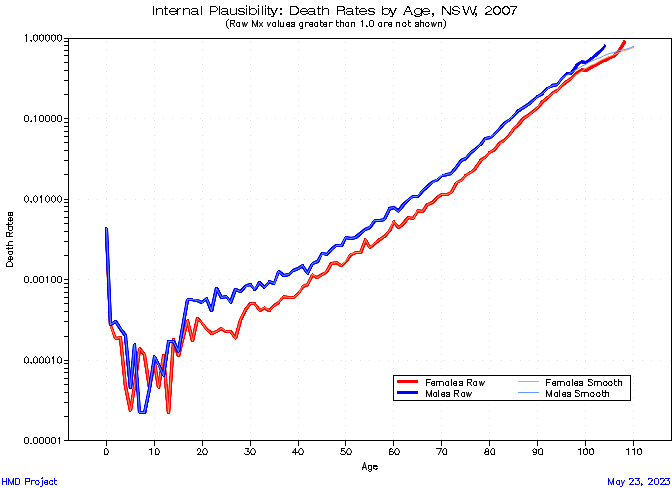 Internal Plausibility: Death Rates by Age, NSW, 2007
(Raw Mx values greater than 1.0 are not shown)
1.00000
0.10000
0.01000
0.00100
0.00010
0.00001
Death Rates
0 10 20 30 40 50 60 70 80 90 100 110
Age
Females Raw Females Smooth
Males Raw Males Smooth
HMD Project May 23, 2023